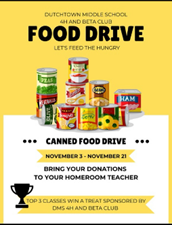 DUTCHTOWN MIDDLE SCHOOL
4H AND BETA CLUB
FOOD DRIVE
LET'S FEED THE HUNGRY
HAM
CANNED FOOD DRIVE
NOVEMBER 3 - NOVEMBER 21
BRING YOUR DONATIONS
TO YOUR HOMEROOM TEACHER
TOP 3 CLASSES WIN A TREAT SPONSORED BY
DMS 4H AND BETA CLUB